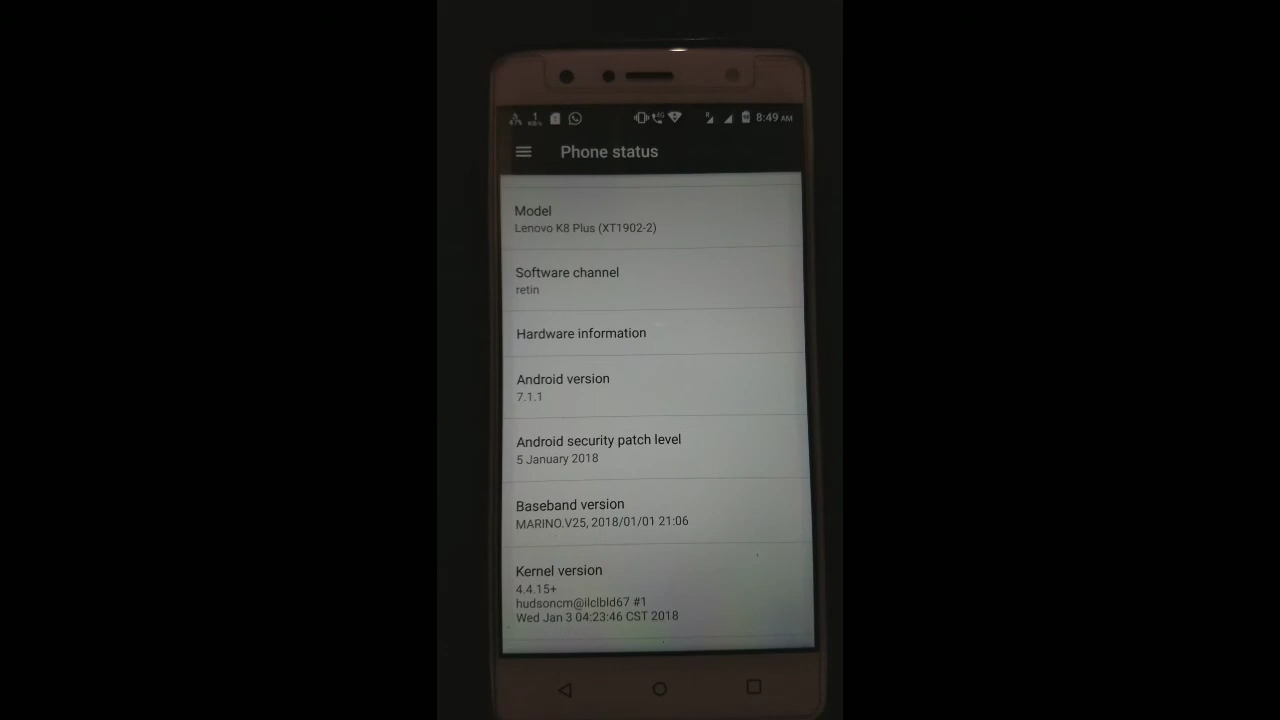 8:49 AM
Phone status
Model
Lenovo K8 Plus (XT1902-2)
Software channel
retin
Hardware information
Android version
7.1.1
Android security patch level
5 January 2018
Baseband version
MARINO.V25, 2018/01/01 21:06
Kernel version
4.4.15+
hudsoncm@ilclbld67 #1
Wed Jan 3 04:23:46 CST 2018